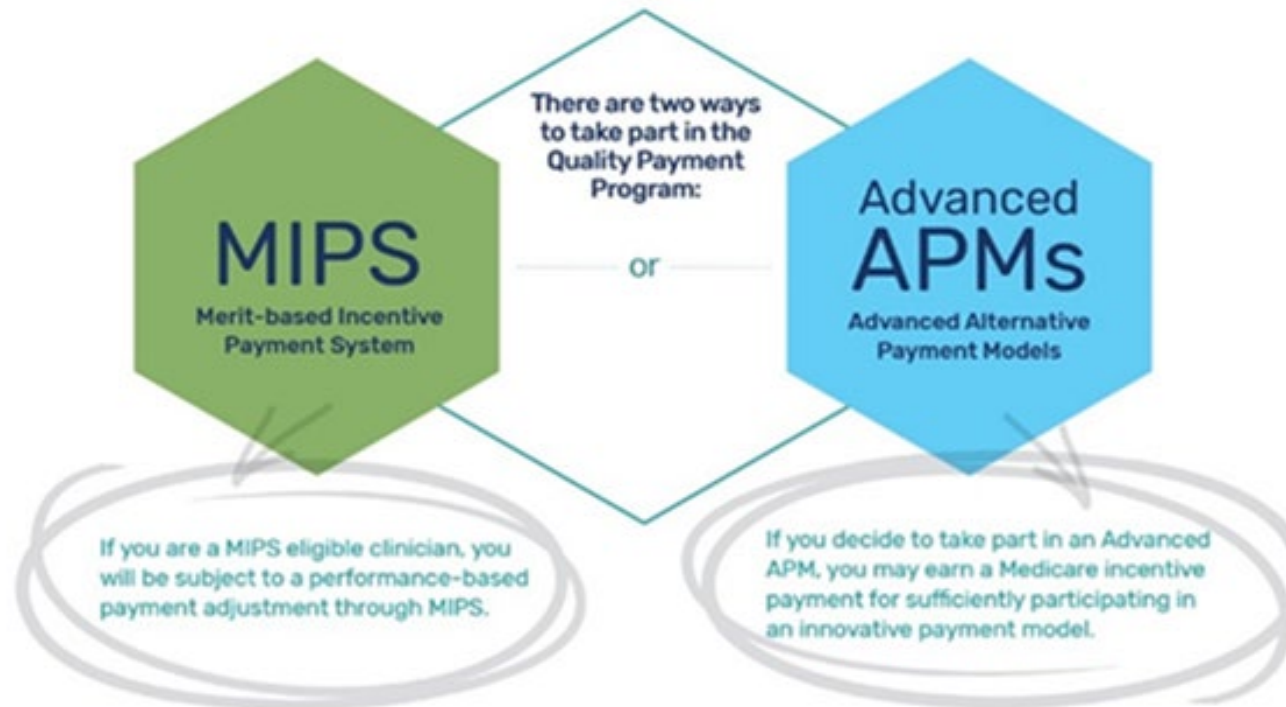 There are two ways
to take part in the
Quality Payment
Program:
MIPS
Merit-based Incentive
Payment System
or
Advanced
APMs
Advanced Alternative
Payment Models
If you are a MIPS eligible clinician, you
will be subject to a performance-based
payment adjustment through MIPS.
If you decide to take part in an Advanced
APM, you may earn a Medicare incentive
payment for sufficiently participating in
an innovative payment model.